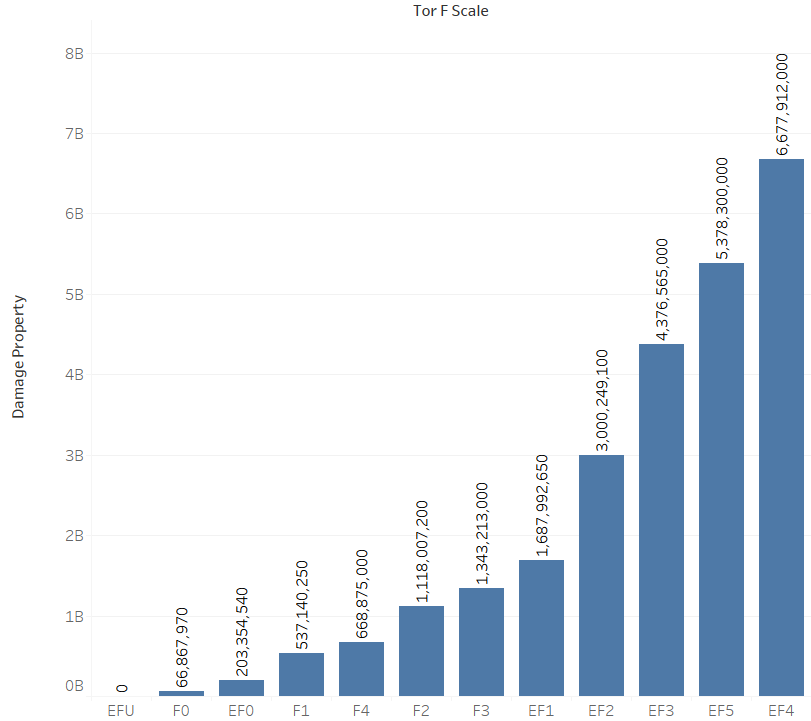 Tor F Scale
8B
7B
6B
5B
4B
3B
2B
1B
0B
Damage Property
0
66,867,970
203,354,540
537,140,250
668,875,000
1,118,007,200
1,343,213,000
1,687,992,650
3,000,249,100
4,376,565,000
5,378,300,000
6,677,912,000
EFU
F0
EF0
F1
F4
F2
F3
EF1
EF2
EF3
EF5
EF4